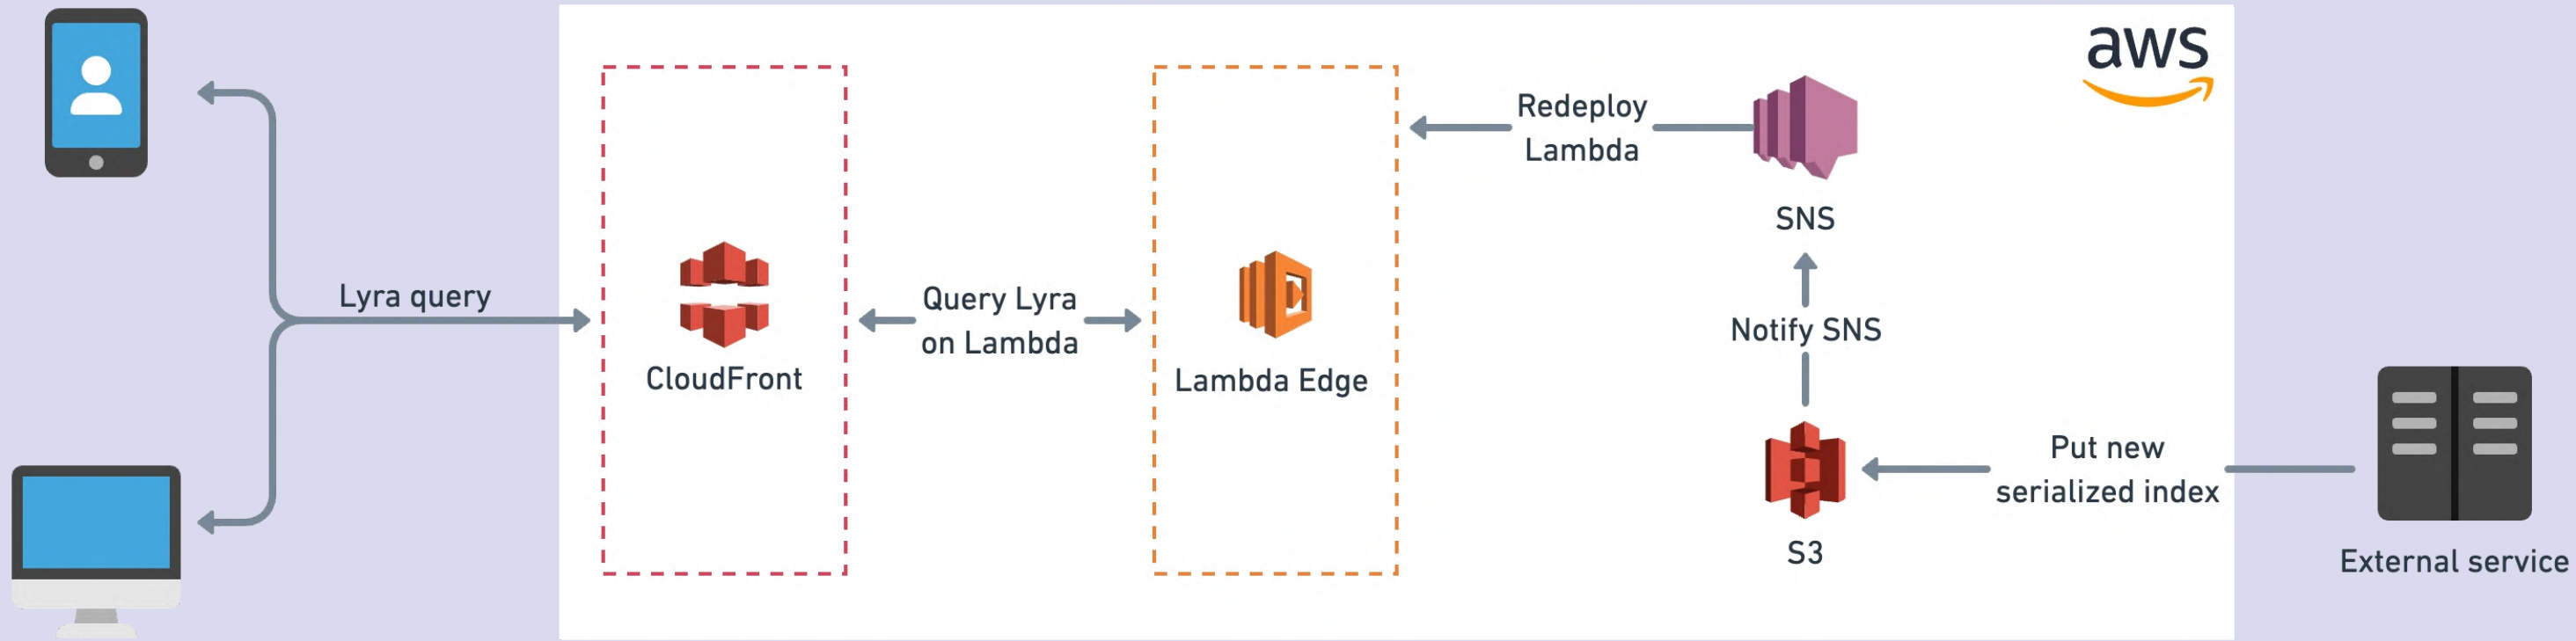 aws
Redeploy
Lambda
SNS
Lyra query
Query Lyra
on Lambda
Notify SNS
CloudFront
Lambda Edge
Put new
serialized index
S3
External service